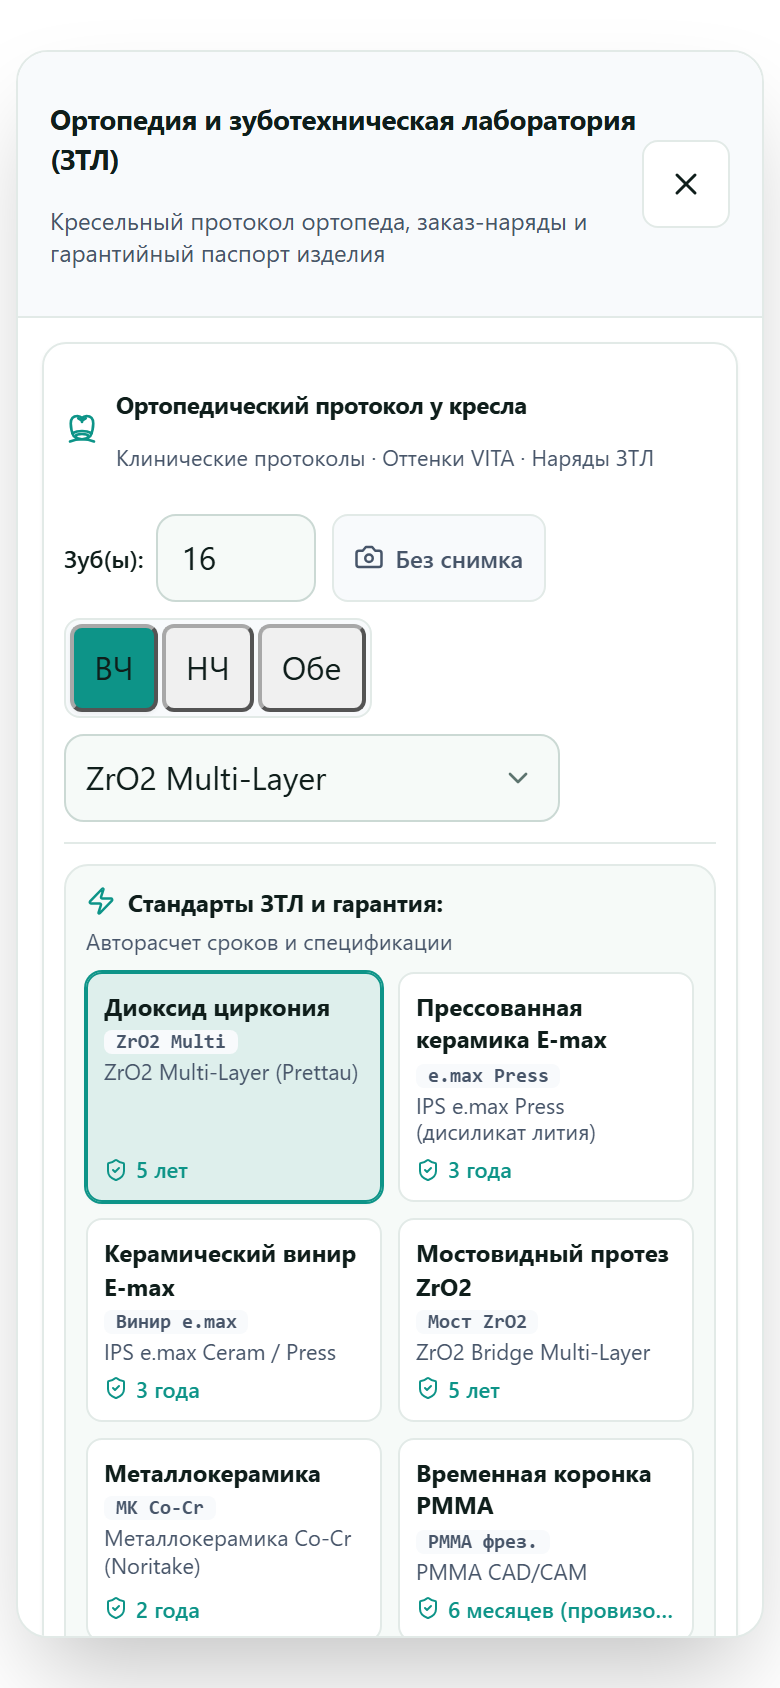 Ортопедия и зуботехническая лаборатория
(ЗТЛ)
Кресельный протокол ортопеда, заказ-наряды и
гарантийный паспорт изделия
Ортопедический протокол у кресла
Клинические протоколы · Оттенки VITA · Наряды ЗТЛ
Зуб(ы):
16
Без снимка
ВЧ
НЧ
Обе
ZrO2 Multi-Layer
Стандарты ЗТЛ и гарантия:
Авторасчет сроков и спецификации
Диоксид циркония
ZrO2 Multi
ZrO2 Multi-Layer (Prettau)
5 лет
Прессованная
керамика E-max
e.max Press
IPS e.max Press
(дисиликат лития)
3 года
Керамический винир
E-max
Винир e.max
IPS e.max Ceram / Press
3 года
Мостовидный протез
ZrO2
Мост ZrO2
ZrO2 Bridge Multi-Layer
5 лет
Металлокерамика
МК Co-Cr
Металлокерамика Co-Cr
(Noritake)
2 года
Временная коронка
PMMA
PMMA фрез.
PMMA CAD/CAM
6 месяцев (провизо...